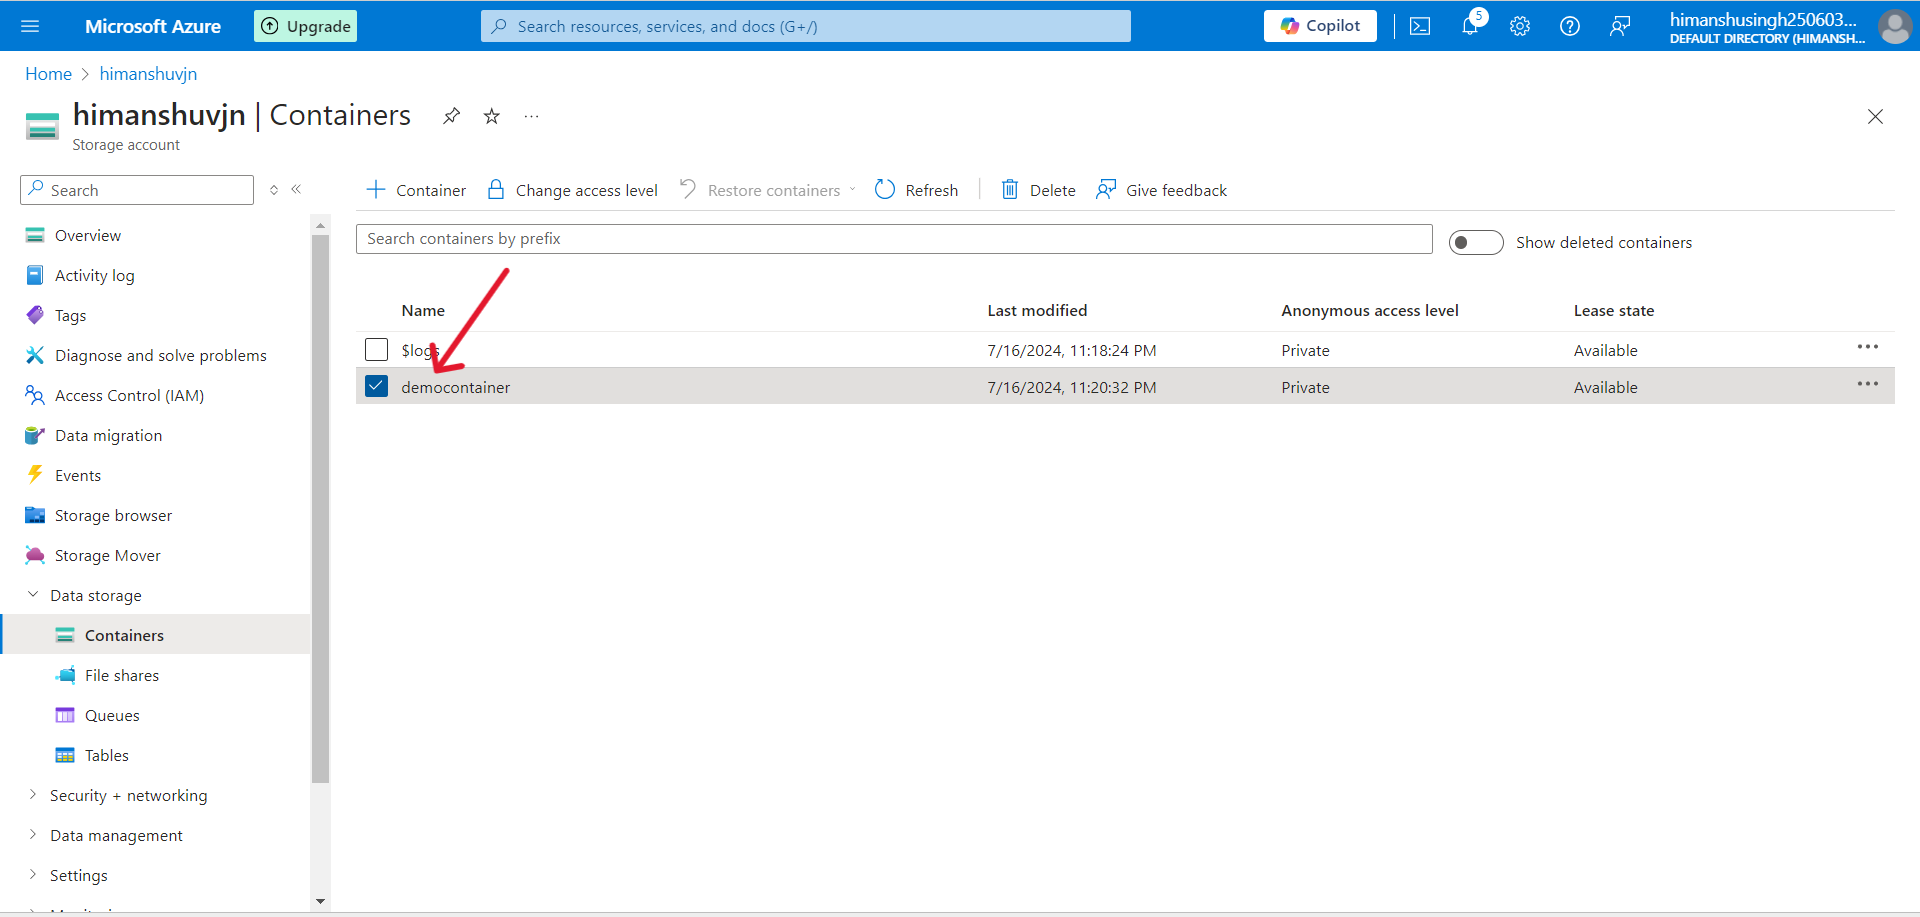 Microsoft Azure
Upgrade
Search resources, services, and docs (G+/)
Copilot
5
himanshusingh250603...
DEFAULT DIRECTORY (HIMANSH...
Home > himanshuvjn
himanshuvjn | Containers
Storage account
Search
Container
Change access level
Restore containers
Refresh
Delete
Give feedback
Search containers by prefix
Show deleted containers
Overview
Activity log
Tags
Diagnose and solve problems
Access Control (IAM)
Data migration
Events
Storage browser
Storage Mover
Data storage
Containers
File shares
Queues
Tables
Security + networking
Data management
Settings
Name Last modified Anonymous access level Lease state
$logs 7/16/2024, 11:18:24 PM Private Available
democontainer 7/16/2024, 11:20:32 PM Private Available